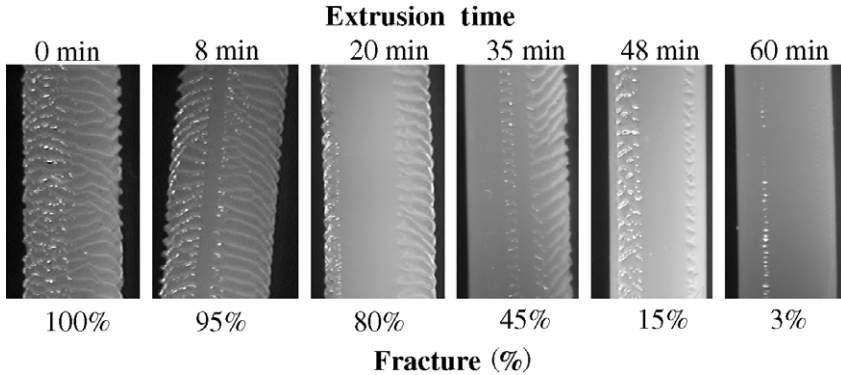 Extrusion time
0 min 8 min 20 min 35 min 48 min 60 min
100% 95% 80% 45% 15% 3%
Fracture (%)